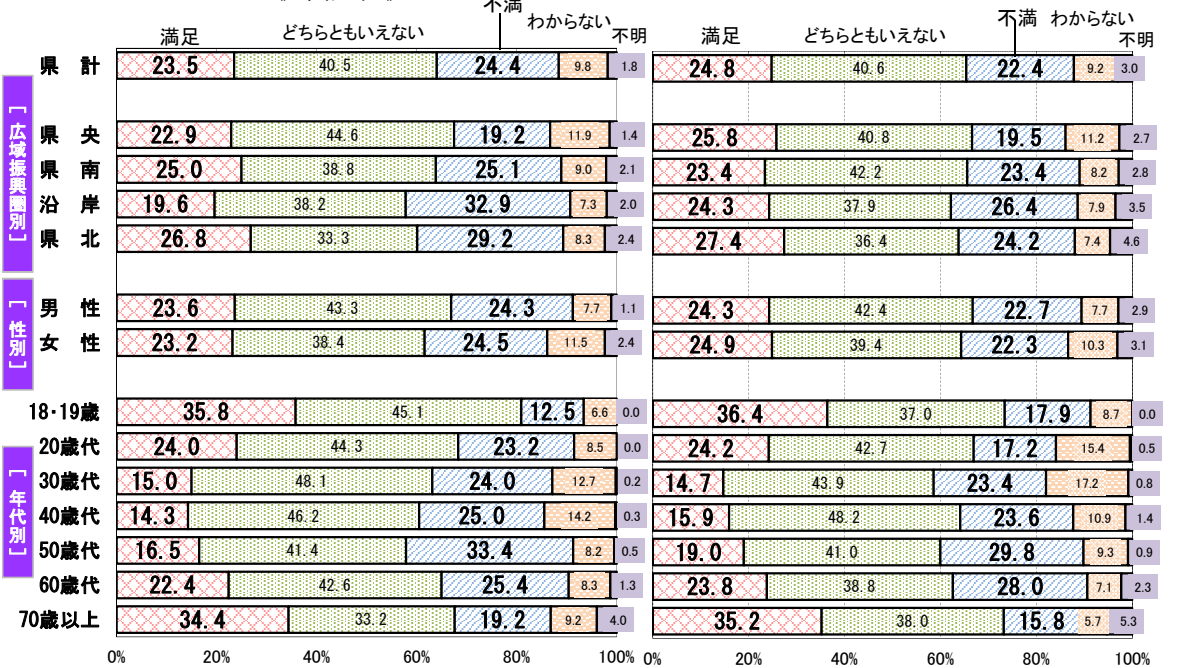 不満 わからない 不満 わからない
満足 どちらともいえない 不明 満足 どちらともいえない 不明
県 計 23.5 40.5 24.4 9.8 1.8 24.8 40.6 22.4 9.2 3.0
[広域振興圏別]
県 央 22.9 44.6 19.2 11.9 1.4 25.8 40.8 19.5 11.2 2.7
県 南 25.0 38.8 25.1 9.0 2.1 23.4 42.2 23.4 8.2 2.8
沿 岸 19.6 38.2 32.9 7.3 2.0 24.3 37.9 26.4 7.9 3.5
県 北 26.8 33.3 29.2 8.3 2.4 27.4 36.4 24.2 7.4 4.6
[性別]
男 性 23.6 43.3 24.3 7.7 1.1 24.3 42.4 22.7 7.7 2.9
女 性 23.2 38.4 24.5 11.5 2.4 24.9 39.4 22.3 10.3 3.1
[年代別]
18・19歳 35.8 45.1 12.5 6.6 0.0 36.4 37.0 17.9 8.7 0.0
20歳代 24.0 44.3 23.2 8.5 0.0 24.2 42.7 17.2 15.4 0.5
30歳代 15.0 48.1 24.0 12.7 0.2 14.7 43.9 23.4 17.2 0.8
40歳代 14.3 46.2 25.0 14.2 0.3 15.9 48.2 23.6 10.9 1.4
50歳代 16.5 41.4 33.4 8.2 0.5 19.0 41.0 29.8 9.3 0.9
60歳代 22.4 42.6 25.4 8.3 1.3 23.8 38.8 28.0 7.1 2.3
70歳以上 34.4 33.2 19.2 9.2 4.0 35.2 38.0 15.8 5.7 5.3
0% 20% 40% 60% 80% 100% 0% 20% 40% 60% 80% 100%